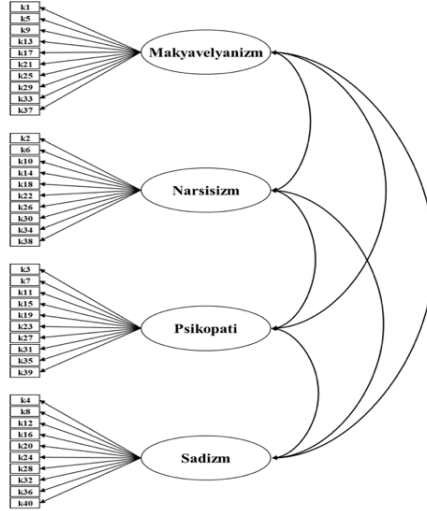 k1
k5
k9
k13
k17
k21
k25
k29
k33
k37
Makyavelyanizm
k2
k6
k10
k14
k18
k22
k26
k30
k34
k38
Narsisizm
k3
k7
k11
k15
k19
k23
k27
k31
k35
k39
Psikopati
k4
k8
k12
k16
k20
k24
k28
k32
k36
k40
Sadizm